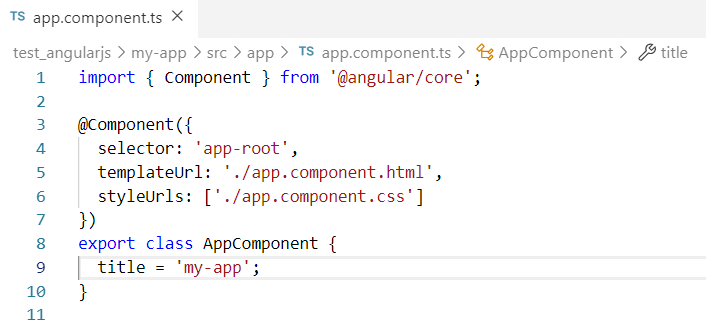 TS app.component.ts ×
test_angularjs > my-app > src > app > TS app.component.ts > AppComponent > title
1 import { Component } from '@angular/core';
2
3 @Component({
4   selector: 'app-root',
5   templateUrl: './app.component.html',
6   styleUrls: ['./app.component.css']
7 })
8 export class AppComponent {
9   title = 'my-app';
10 }
11